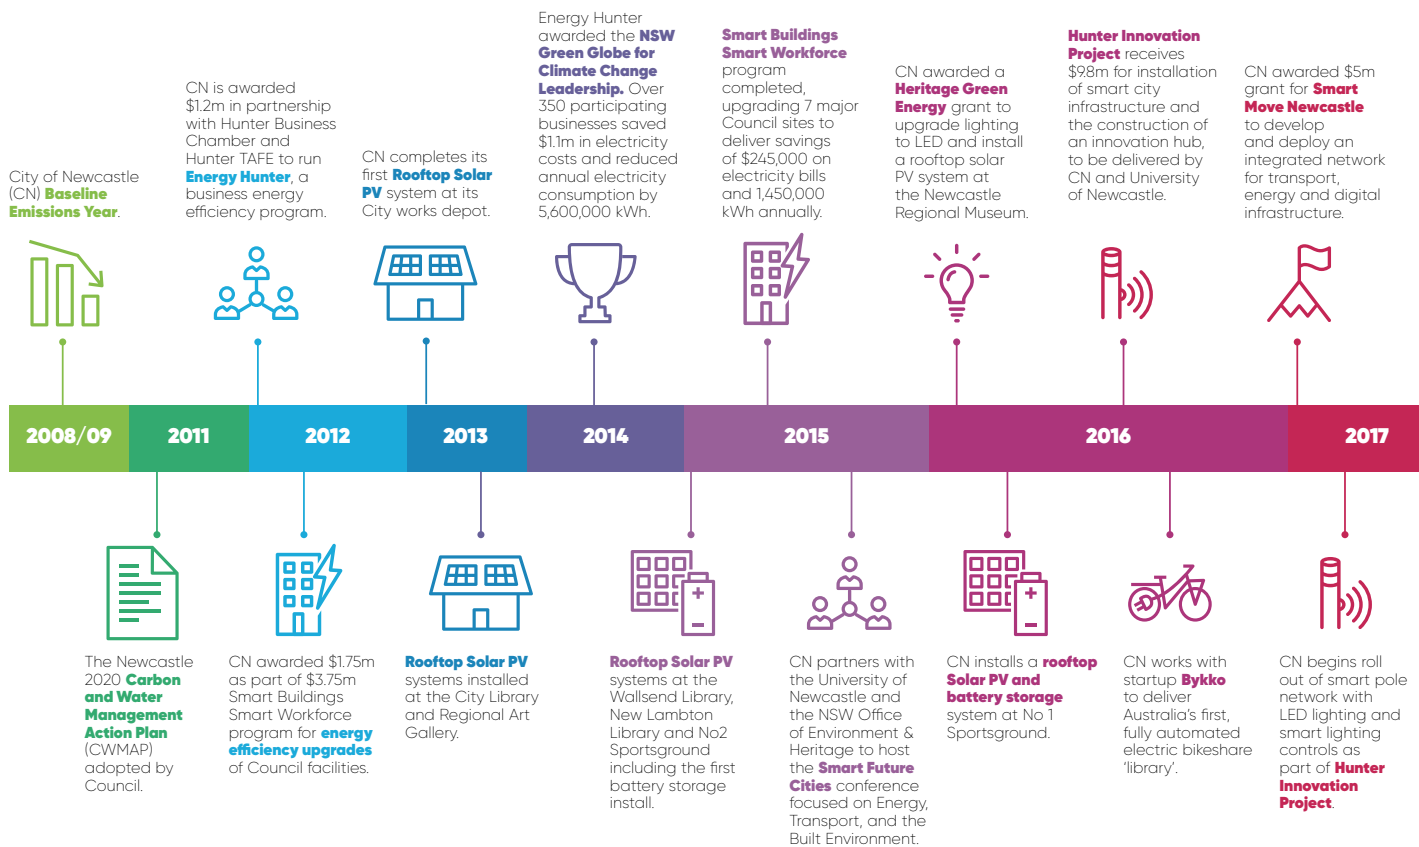 City of Newcastle
(CN) Baseline
Emissions Year.
CN is awarded
$1.2m in partnership
with Hunter Business
Chamber and
Hunter TAFE to run
Energy Hunter, a
business energy
efficiency program.
CN completes its
first Rooftop Solar
PV system at its
City works depot.
Energy Hunter
awarded the NSW
Green Globe for
Climate Change
Leadership. Over
350 participating
businesses saved
$1.1m in electricity
costs and reduced
annual electricity
consumption by
5,600,000 kWh.
Smart Buildings
Smart Workforce
program
completed,
upgrading 7 major
Council sites to
deliver savings
of $245,000 on
electricity bills
and 1,450,000
kWh annually.
CN awarded a
Heritage Green
Energy grant to
upgrade lighting
to LED and install
a rooftop solar
PV system at
the Newcastle
Regional Museum.
Hunter Innovation
Project receives
$9.8m for installation
of smart city
infrastructure and
the construction of
an innovation hub,
to be delivered by
CN and University
of Newcastle.
CN awarded $5m
grant for Smart
Move Newcastle
to develop
and deploy an
integrated network
for transport,
energy and digital
infrastructure.
2008/09
2011
2012
2013
2014
2015
2016
2017
The Newcastle
2020 Carbon
and Water
Management
Action Plan
(CWMAP)
adopted by
Council.
CN awarded $1.75m
as part of $3.75m
Smart Buildings
Smart Workforce
program for energy
efficiency upgrades
of Council facilities.
Rooftop Solar PV
systems installed
at the City Library
and Regional Art
Gallery.
Rooftop Solar PV
systems at the
Wallsend Library,
New Lambton
Library and No2
Sportsground
including the first
battery storage
install.
CN partners with
the University of
Newcastle and
the NSW Office
of Environment &
Heritage to host
the Smart Future
Cities conference
focused on Energy,
Transport, and the
Built Environment.
CN installs a rooftop
Solar PV and
battery storage
system at No 1
Sportsground.
CN works with
startup Bykko
to deliver
Australia's first,
fully automated
electric bikeshare
'library'.
CN begins roll
out of smart pole
network with
LED lighting and
smart lighting
controls as
part of Hunter
Innovation
Project.